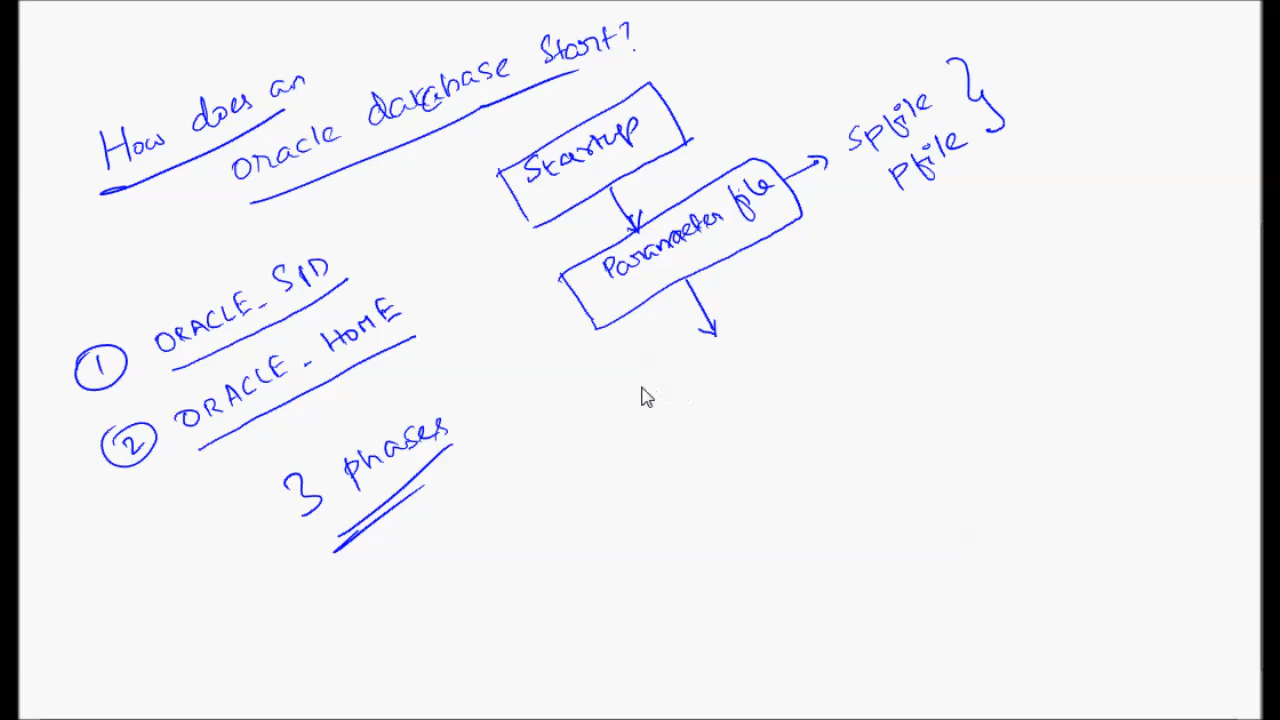 How does an
oracle database Start?
Startup
Parameter file
Spfile
Pfile
1 ORACLE_SID
2 ORACLE_HOME
3 phases